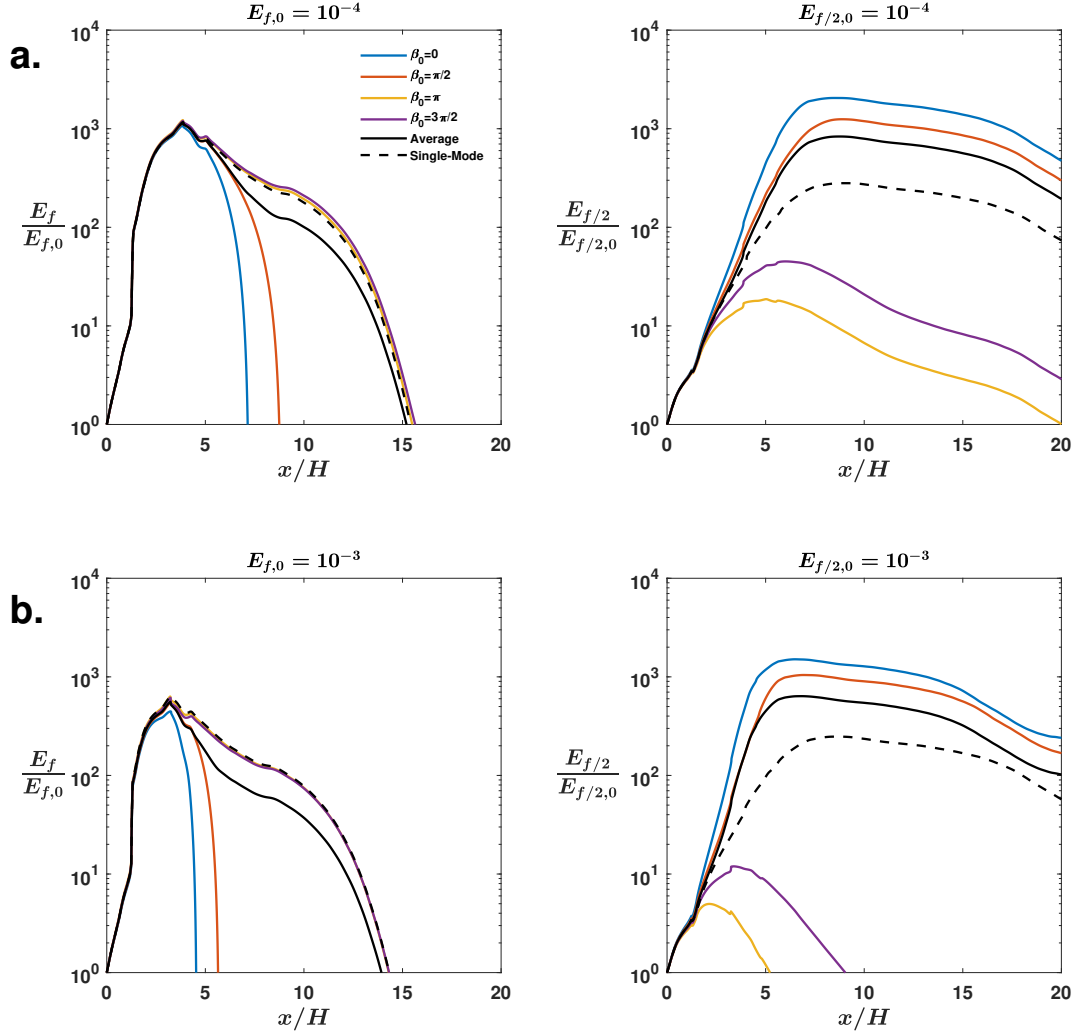 a.
E_{f,0} = 10^{-4}
10^4
10^3
10^2
10^1
10^0
E_f
E_{f,0}
0 5 10 15 20
x/H
β_0=0
β_0=π/2
β_0=π
β_0=3π/2
Average
Single-Mode
E_{f/2,0} = 10^{-4}
10^4
10^3
10^2
10^1
10^0
E_{f/2}
E_{f/2,0}
0 5 10 15 20
x/H
b.
E_{f,0} = 10^{-3}
10^4
10^3
10^2
10^1
10^0
E_f
E_{f,0}
0 5 10 15 20
x/H
E_{f/2,0} = 10^{-3}
10^4
10^3
10^2
10^1
10^0
E_{f/2}
E_{f/2,0}
0 5 10 15 20
x/H